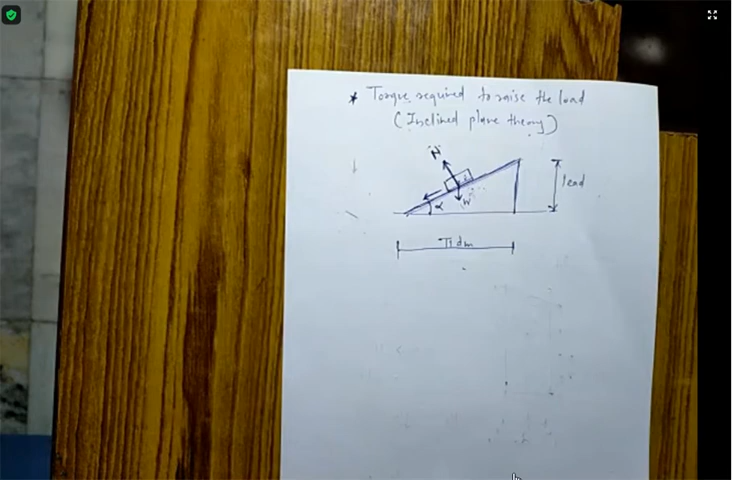 * Torque required to raise the load
(Inclined plane theory)
N
α
W
lead
πdm